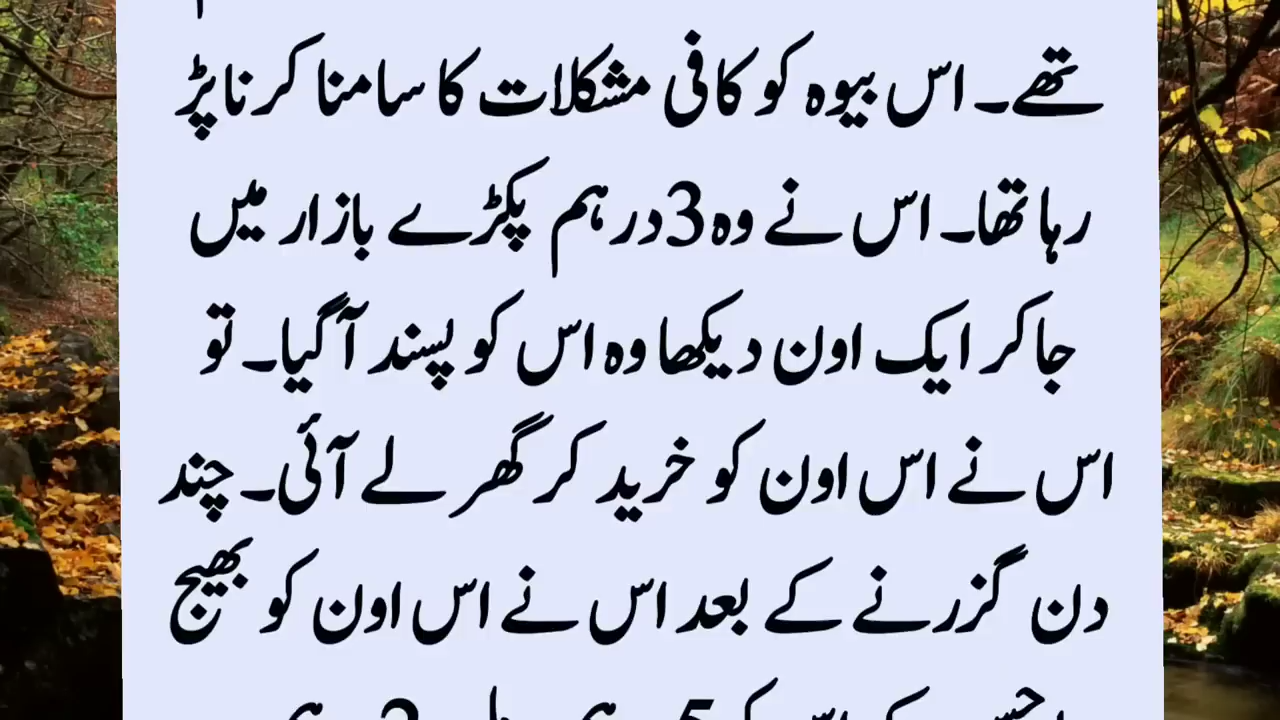 تھے۔ اس بیوہ کو کافی مشکلات کا سامنا کرنا پڑ
رہا تھا۔ اس نے وہ 3 درہم پکڑے بازار میں
جا کر ایک اون دیکھا وہ اس کو پسند آ گیا۔ تو
اس نے اس اون کو خرید کر گھر لے آئی۔ چند
دن گزرنے کے بعد اس نے اس اون کو بھیج